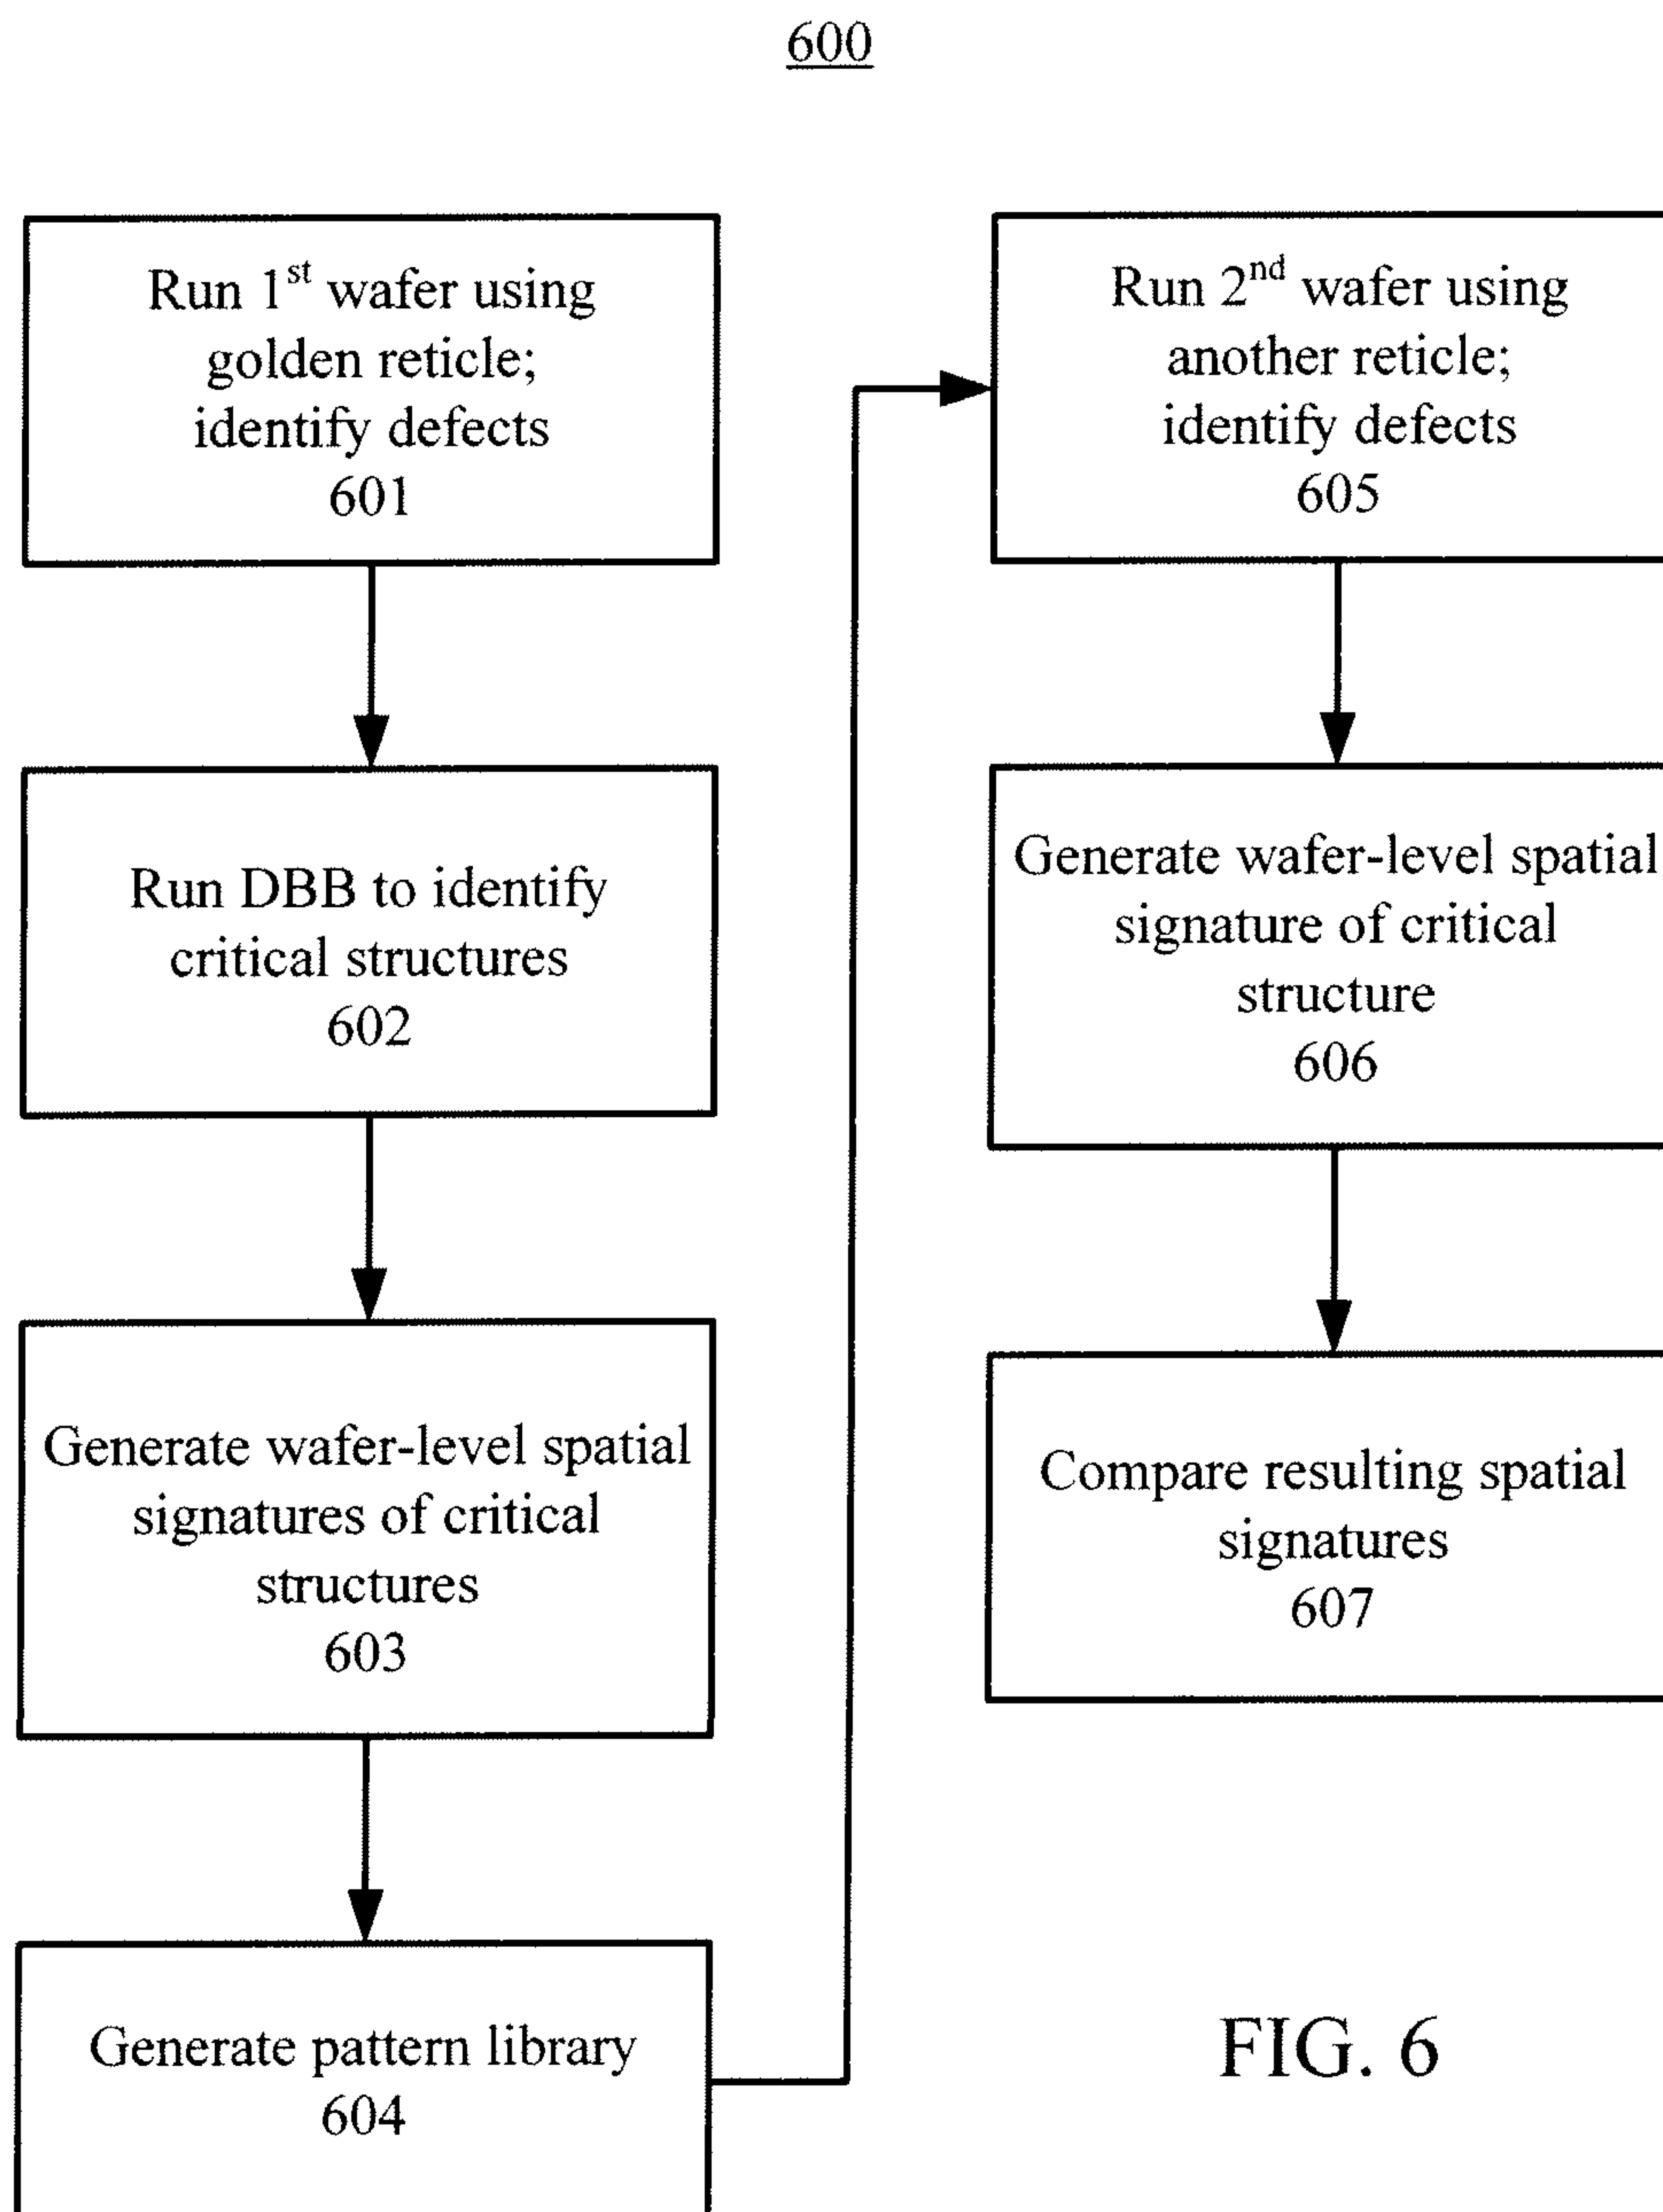 600
Run 1st wafer using
golden reticle;
identify defects
601
Run DBB to identify
critical structures
602
Generate wafer-level spatial
signatures of critical
structures
603
Generate pattern library
604
Run 2nd wafer using
another reticle;
identify defects
605
Generate wafer-level spatial
signature of critical
structure
606
Compare resulting spatial
signatures
607
FIG. 6